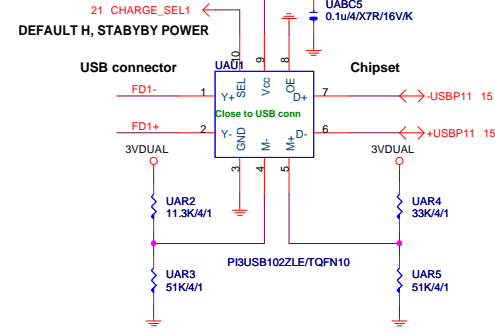 21 CHARGE_SEL1
UABC5
0.1u/4/X7R/16V/K
DEFAULT H, STABYBY POWER
10
9
8
UAU1
USB connector
Chipset
SEL
Vcc
OE
FD1-
1
Y+
D+
7
-USBP11 15
Close to USB conn
FD1+
2
Y-
D-
6
+USBP11 15
GND
M-
M+
3VDUAL
3VDUAL
3
4
5
UAR2
11.3K/4/1
UAR4
33K/4/1
PI3USB102ZLE/TQFN10
UAR3
51K/4/1
UAR5
51K/4/1